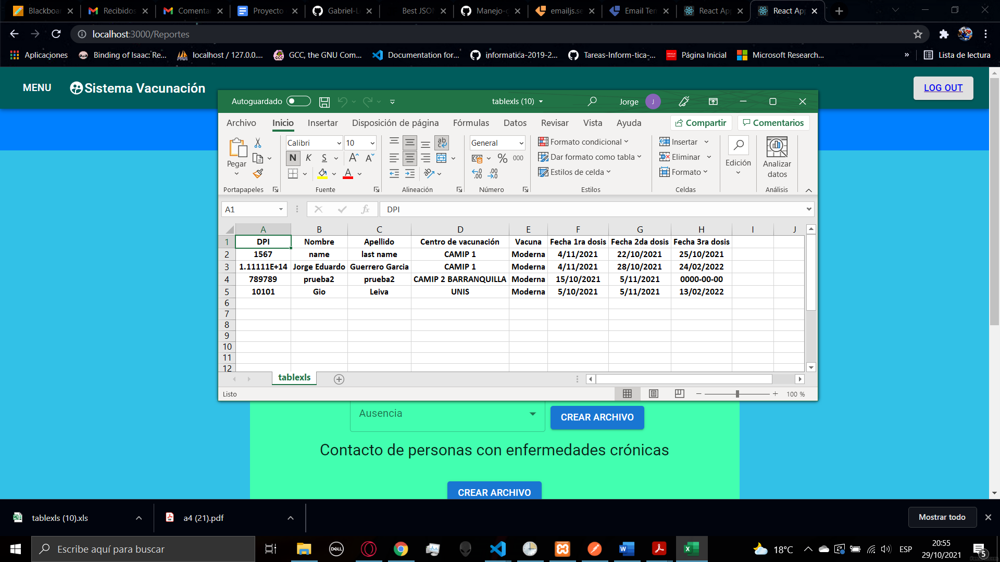 Blackboar
Recibidos
Comentar
Proyecto
Gabriel-L
Best JSON
Manejo-c
emailjs.se
Email Tem
React Ap
React Ap
localhost:3000/Reportes
Aplicaciones
Binding of Isaac: Re...
localhost / 127.0.0....
GCC, the GNU Com...
Documentation for...
informatica-2019-2...
Tareas-Inform-tica-...
Página Inicial
Microsoft Research...
»
Lista de lectura
MENU
Sistema Vacunación
LOG OUT
Autoguardado
tablexls (10)
Jorge
J
Archivo
Inicio
Insertar
Disposición de página
Fórmulas
Datos
Revisar
Vista
Ayuda
Compartir
Comentarios
Pegar
Portapapeles
Calibri
10
N K S A A
A
Fuente
ab
Alineación
General
% 000
Número
Formato condicional
Dar formato como tabla
Estilos de celda
Estilos
Insertar
Eliminar
Formato
Celdas
Edición
Analizar
datos
Análisis
A1
fx
DPI
A B C D E F G H I J
1 DPI Nombre Apellido Centro de vacunación Vacuna Fecha 1ra dosis Fecha 2da dosis Fecha 3ra dosis
2 1567 name last name CAMIP 1 Moderna 4/11/2021 22/10/2021 25/10/2021
3 1.11111E+14 Jorge Eduardo Guerrero Garcia CAMIP 1 Moderna 4/11/2021 28/10/2021 24/02/2022
4 789789 prueba2 prueba2 CAMIP 2 BARRANQUILLA Moderna 15/10/2021 5/11/2021 0000-00-00
5 10101 Gio Leiva UNIS Moderna 5/10/2021 5/11/2021 13/02/2022
6
7
8
9
10
11
12
tablexls
Listo
100 %
Ausencia
CREAR ARCHIVO
Contacto de personas con enfermedades crónicas
CREAR ARCHIVO
tablexls (10).xls
a4 (21).pdf
Mostrar todo
Escribe aquí para buscar
DELL
18°C
ESP
20:55
29/10/2021
5